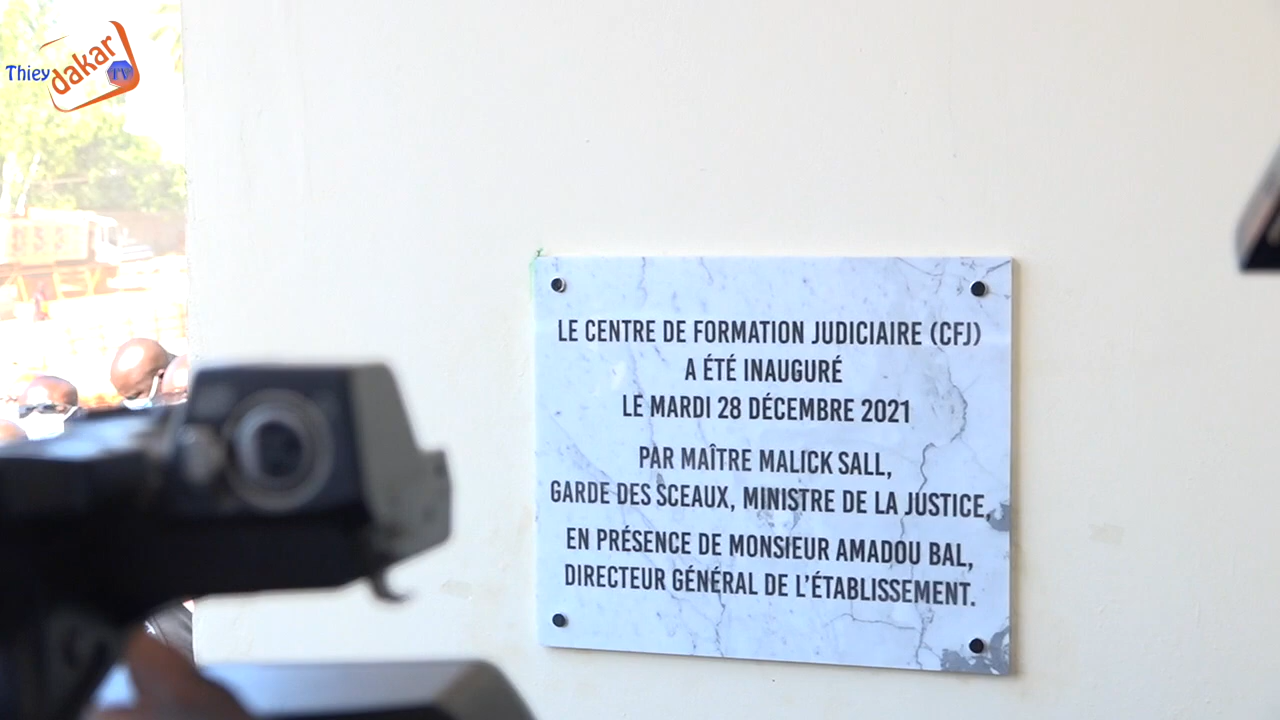 Thiey
dakar
TV
LE CENTRE DE FORMATION JUDICIAIRE (CFJ)
A ÉTÉ INAUGURÉ
LE MARDI 28 DÉCEMBRE 2021
PAR MAÎTRE MALICK SALL,
GARDE DES SCEAUX, MINISTRE DE LA JUSTICE,
EN PRÉSENCE DE MONSIEUR AMADOU BAL,
DIRECTEUR GÉNÉRAL DE L'ÉTABLISSEMENT.